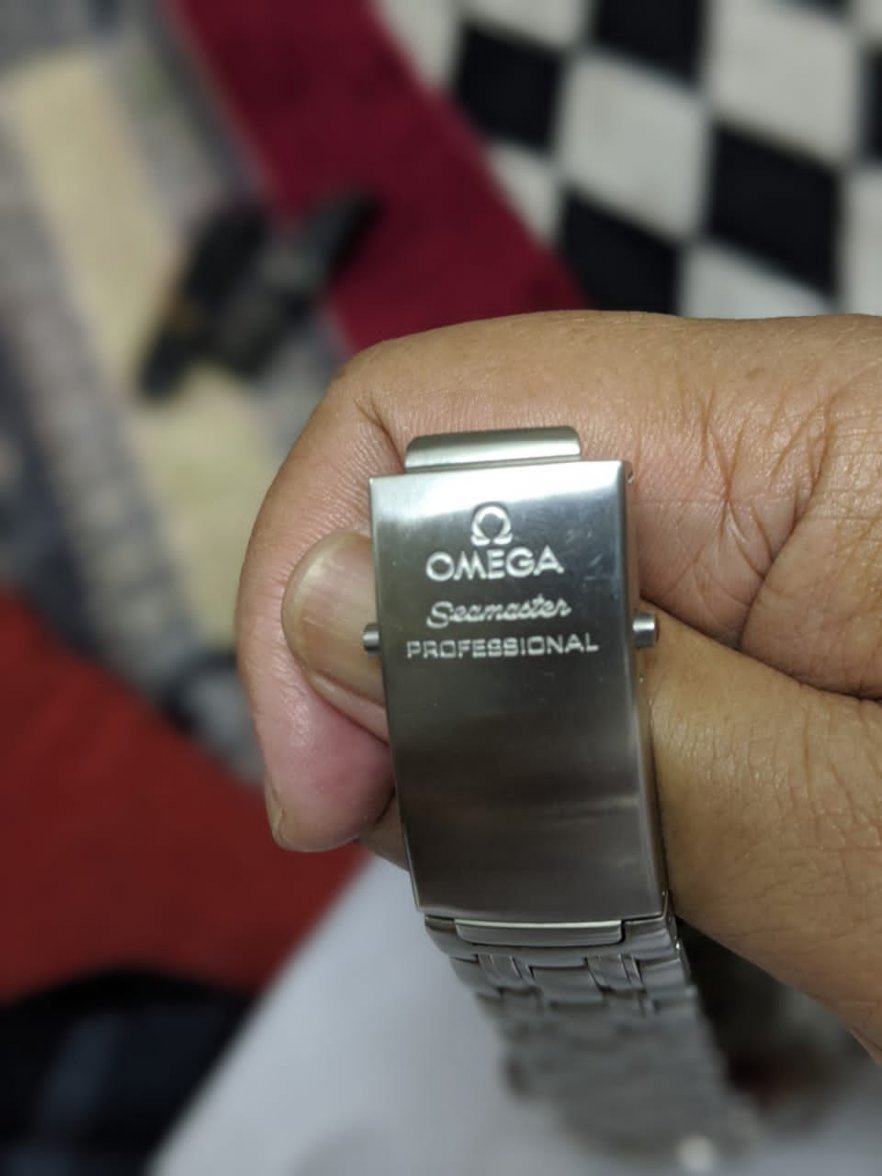 Ω
OMEGA
Seamaster
PROFESSIONAL